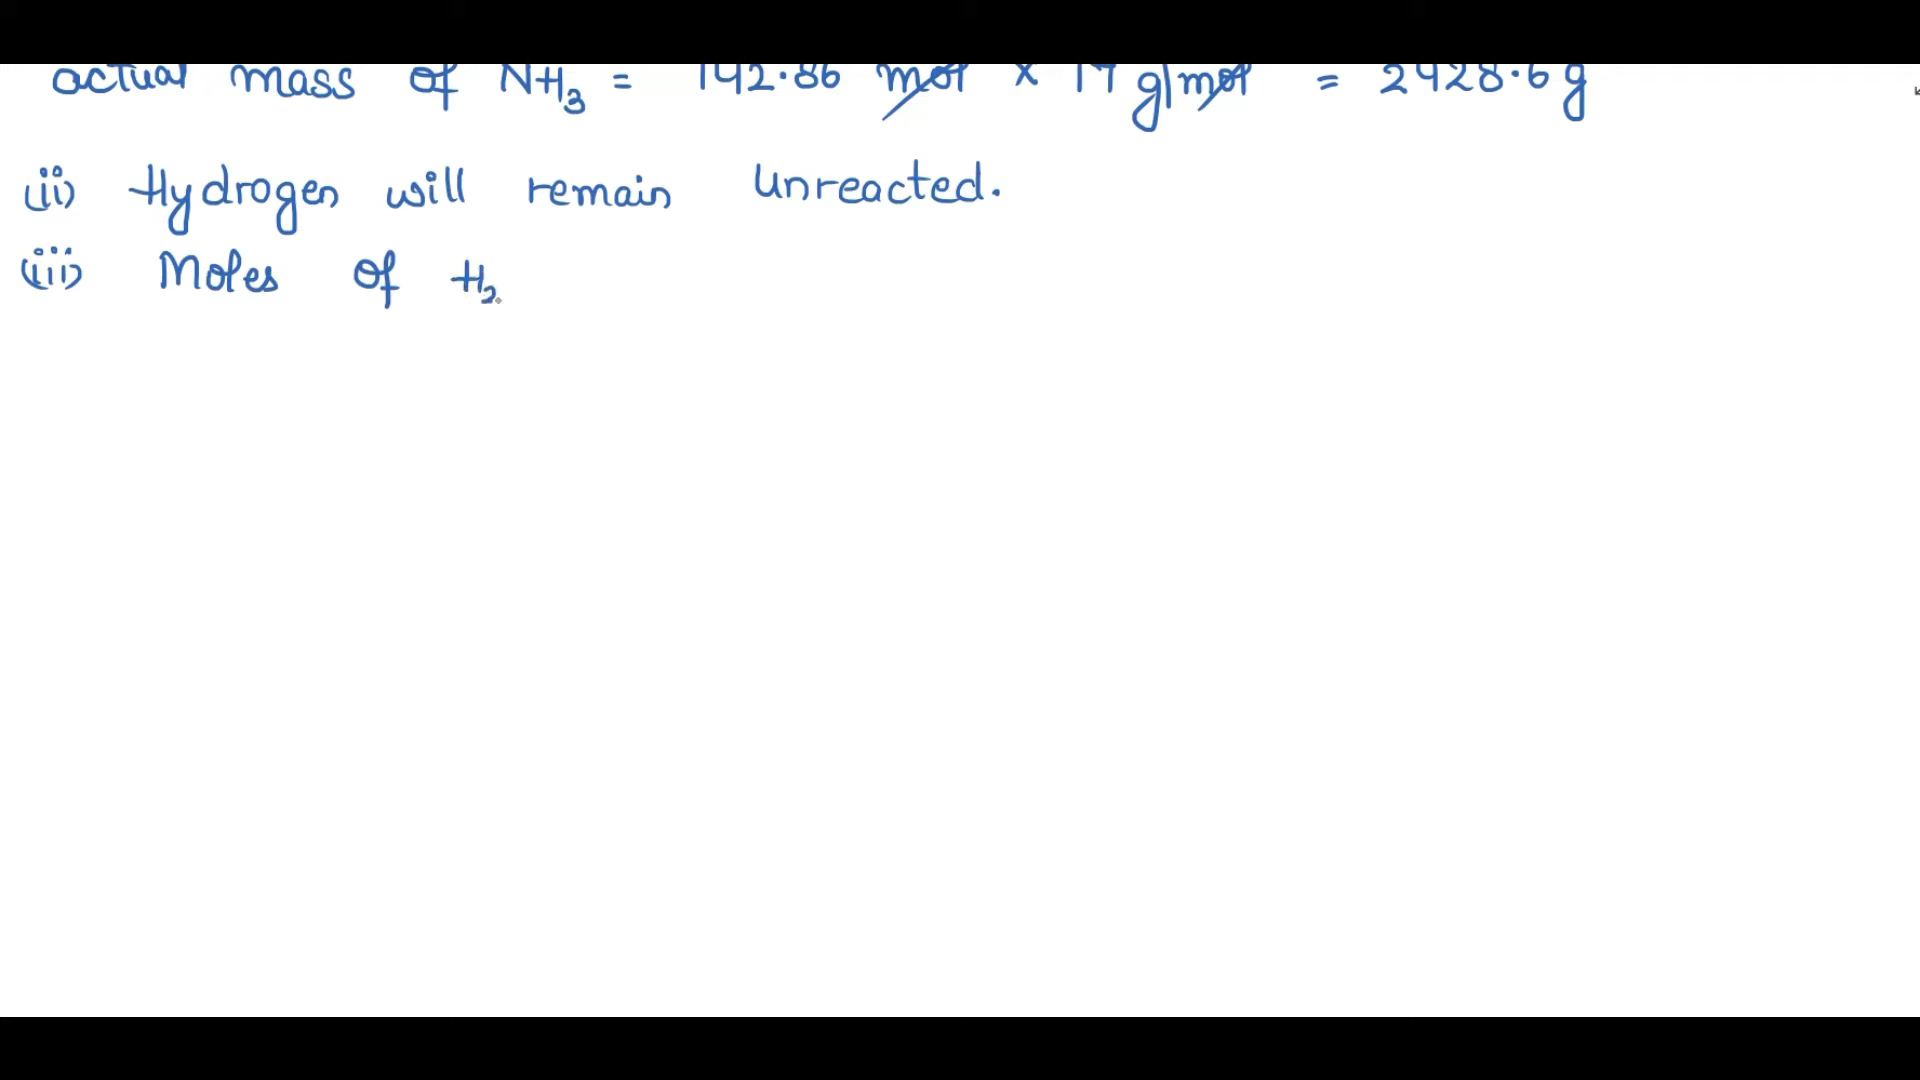 actual mass of NH₃ = 142.86 mol × 17 g|mol = 2428.6 g
(ii) Hydrogen will remain unreacted.
(iii) Moles of H₂